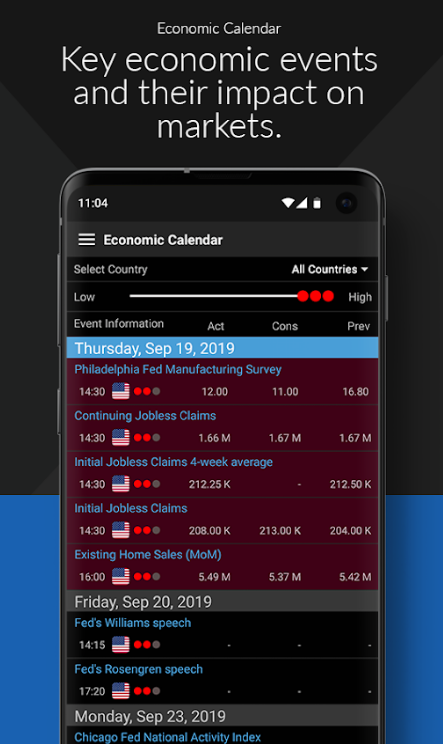 Economic Calendar
Key economic events
and their impact on
markets.
11:04
Economic Calendar
Select Country All Countries
Low High
Event Information Act Cons Prev
Thursday, Sep 19, 2019
Philadelphia Fed Manufacturing Survey
14:30 12.00 11.00 16.80
Continuing Jobless Claims
14:30 1.66 M 1.67 M 1.67 M
Initial Jobless Claims 4-week average
14:30 212.25 K - 212.50 K
Initial Jobless Claims
14:30 208.00 K 213.00 K 204.00 K
Existing Home Sales (MoM)
16:00 5.49 M 5.37 M 5.42 M
Friday, Sep 20, 2019
Fed's Williams speech
14:15 - - -
Fed's Rosengren speech
17:20 - - -
Monday, Sep 23, 2019
Chicago Fed National Activity Index